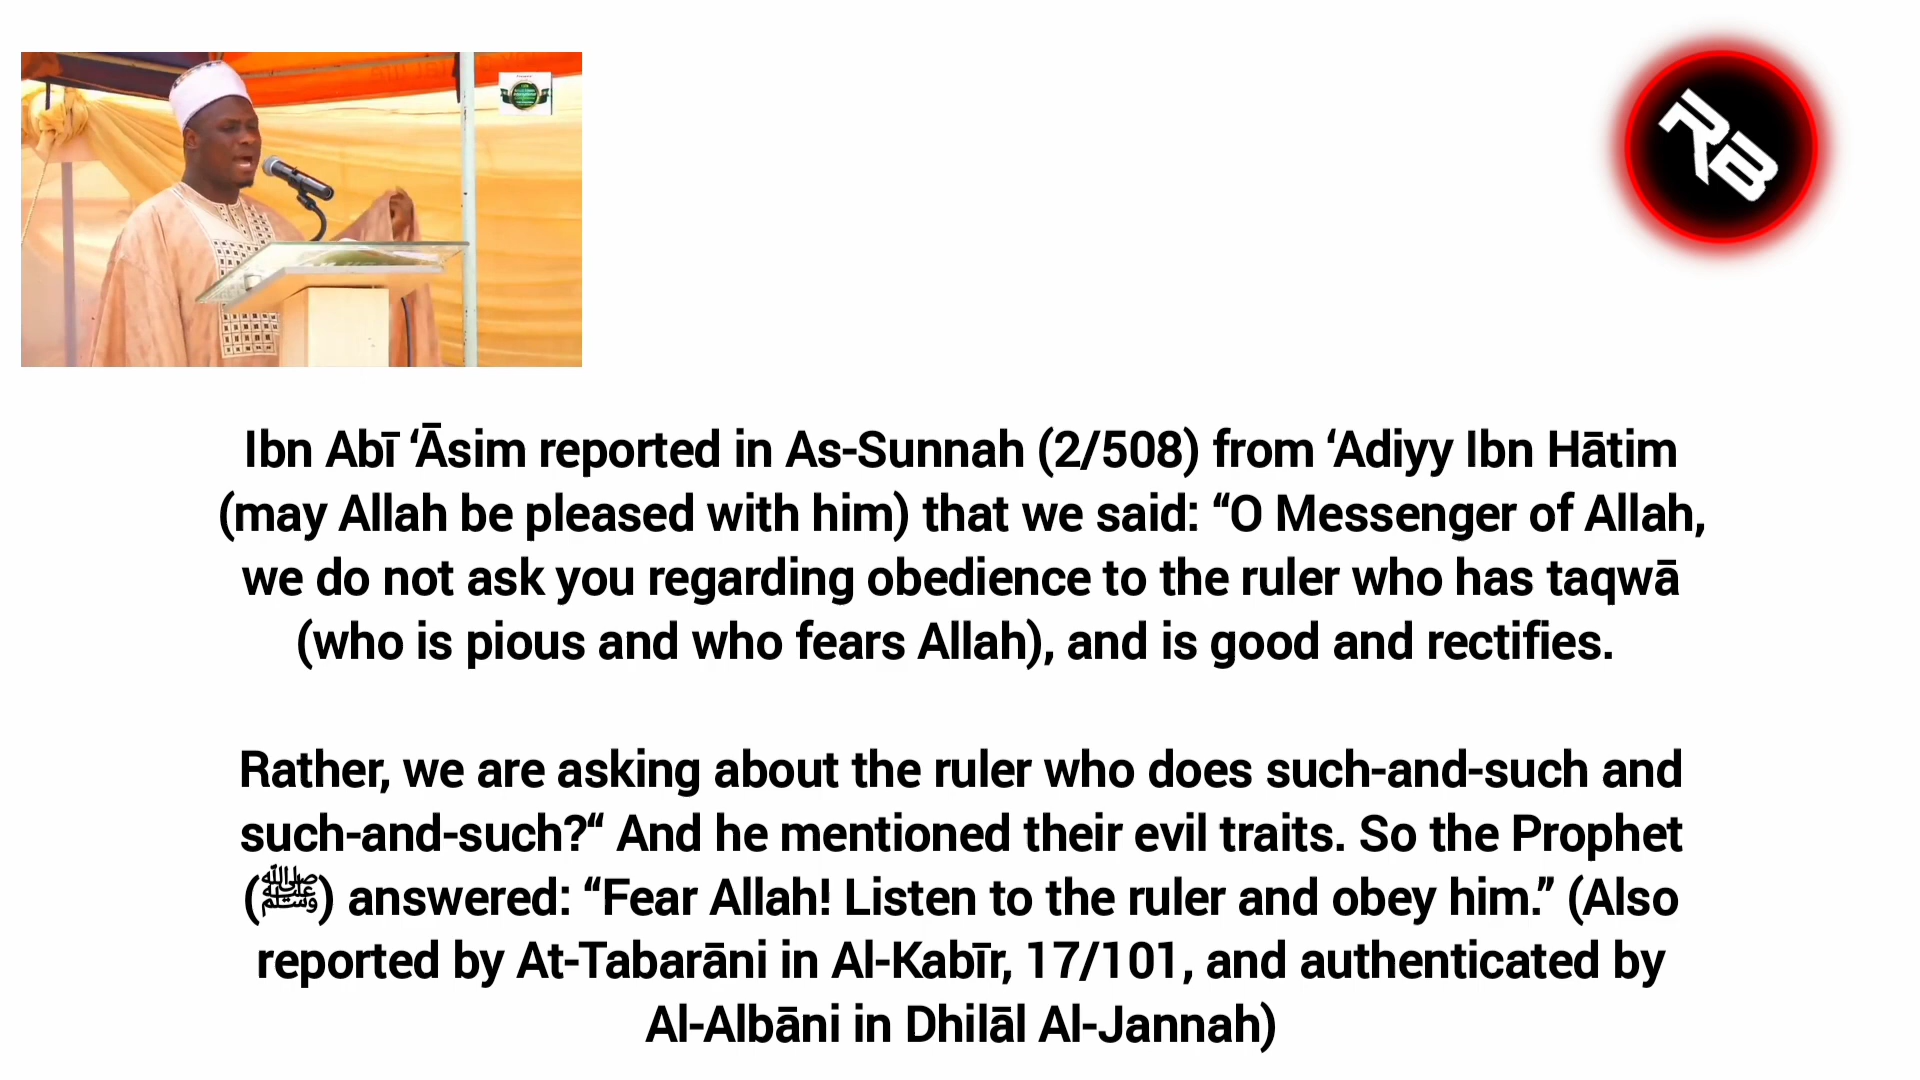 RB
Ibn Abī ‘Āsim reported in As-Sunnah (2/508) from ‘Adiyy Ibn Hātim
(may Allah be pleased with him) that we said: “O Messenger of Allah,
we do not ask you regarding obedience to the ruler who has taqwā
(who is pious and who fears Allah), and is good and rectifies.
Rather, we are asking about the ruler who does such-and-such and
such-and-such?“ And he mentioned their evil traits. So the Prophet
(ﷺ) answered: “Fear Allah! Listen to the ruler and obey him.” (Also
reported by At-Tabarāni in Al-Kabīr, 17/101, and authenticated by
Al-Albāni in Dhilāl Al-Jannah)